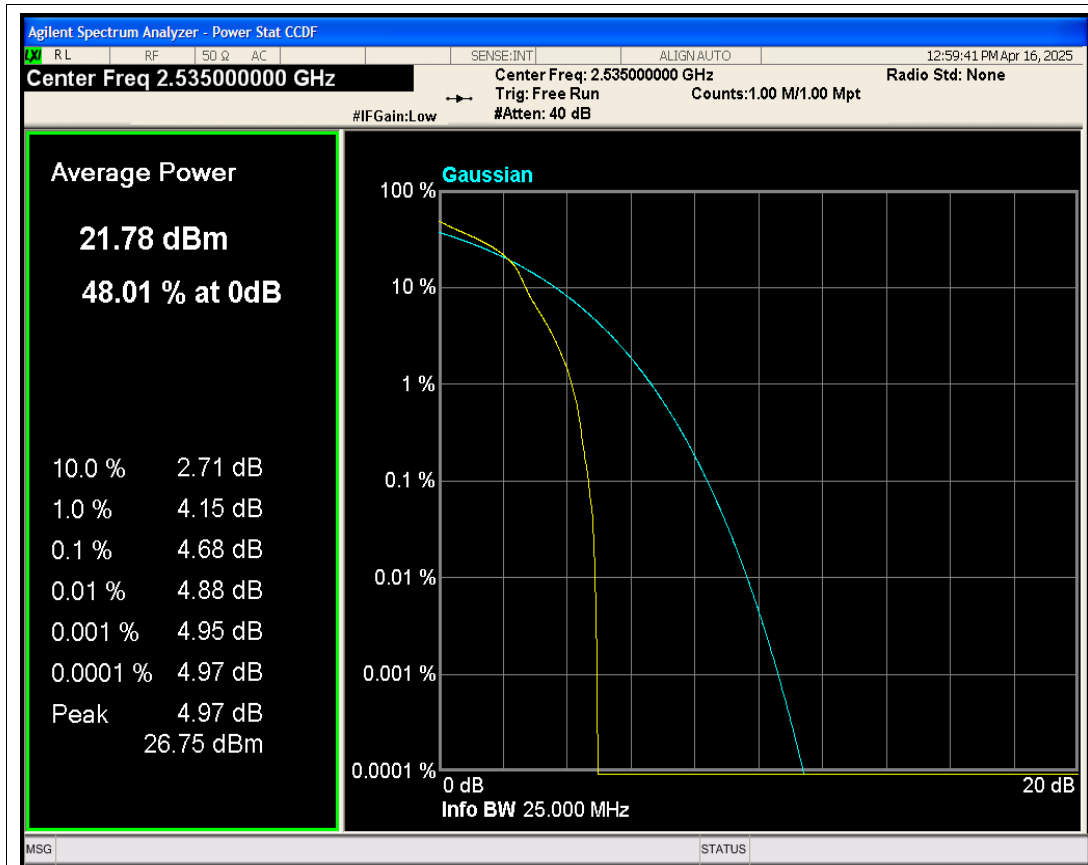 Agilent Spectrum Analyzer - Power Stat CCDF
LXI RL RF 50 Ω AC SENSE:INT ALIGN AUTO 12:59:41 PM Apr 16, 2025
Center Freq 2.535000000 GHz
Center Freq: 2.535000000 GHz
Radio Std: None
Trig: Free Run
Counts:1.00 M/1.00 Mpt
#IFGain:Low
#Atten: 40 dB
Average Power
21.78 dBm
48.01 % at 0dB
10.0 % 2.71 dB
1.0 % 4.15 dB
0.1 % 4.68 dB
0.01 % 4.88 dB
0.001 % 4.95 dB
0.0001 % 4.97 dB
Peak 4.97 dB
26.75 dBm
Gaussian
100 %
10 %
1 %
0.1 %
0.01 %
0.001 %
0.0001 %
0 dB
20 dB
Info BW 25.000 MHz
MSG
STATUS